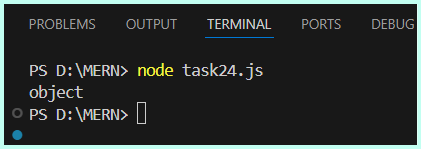 PROBLEMS OUTPUT TERMINAL PORTS DEBUG
PS D:\MERN> node task24.js
object
PS D:\MERN>